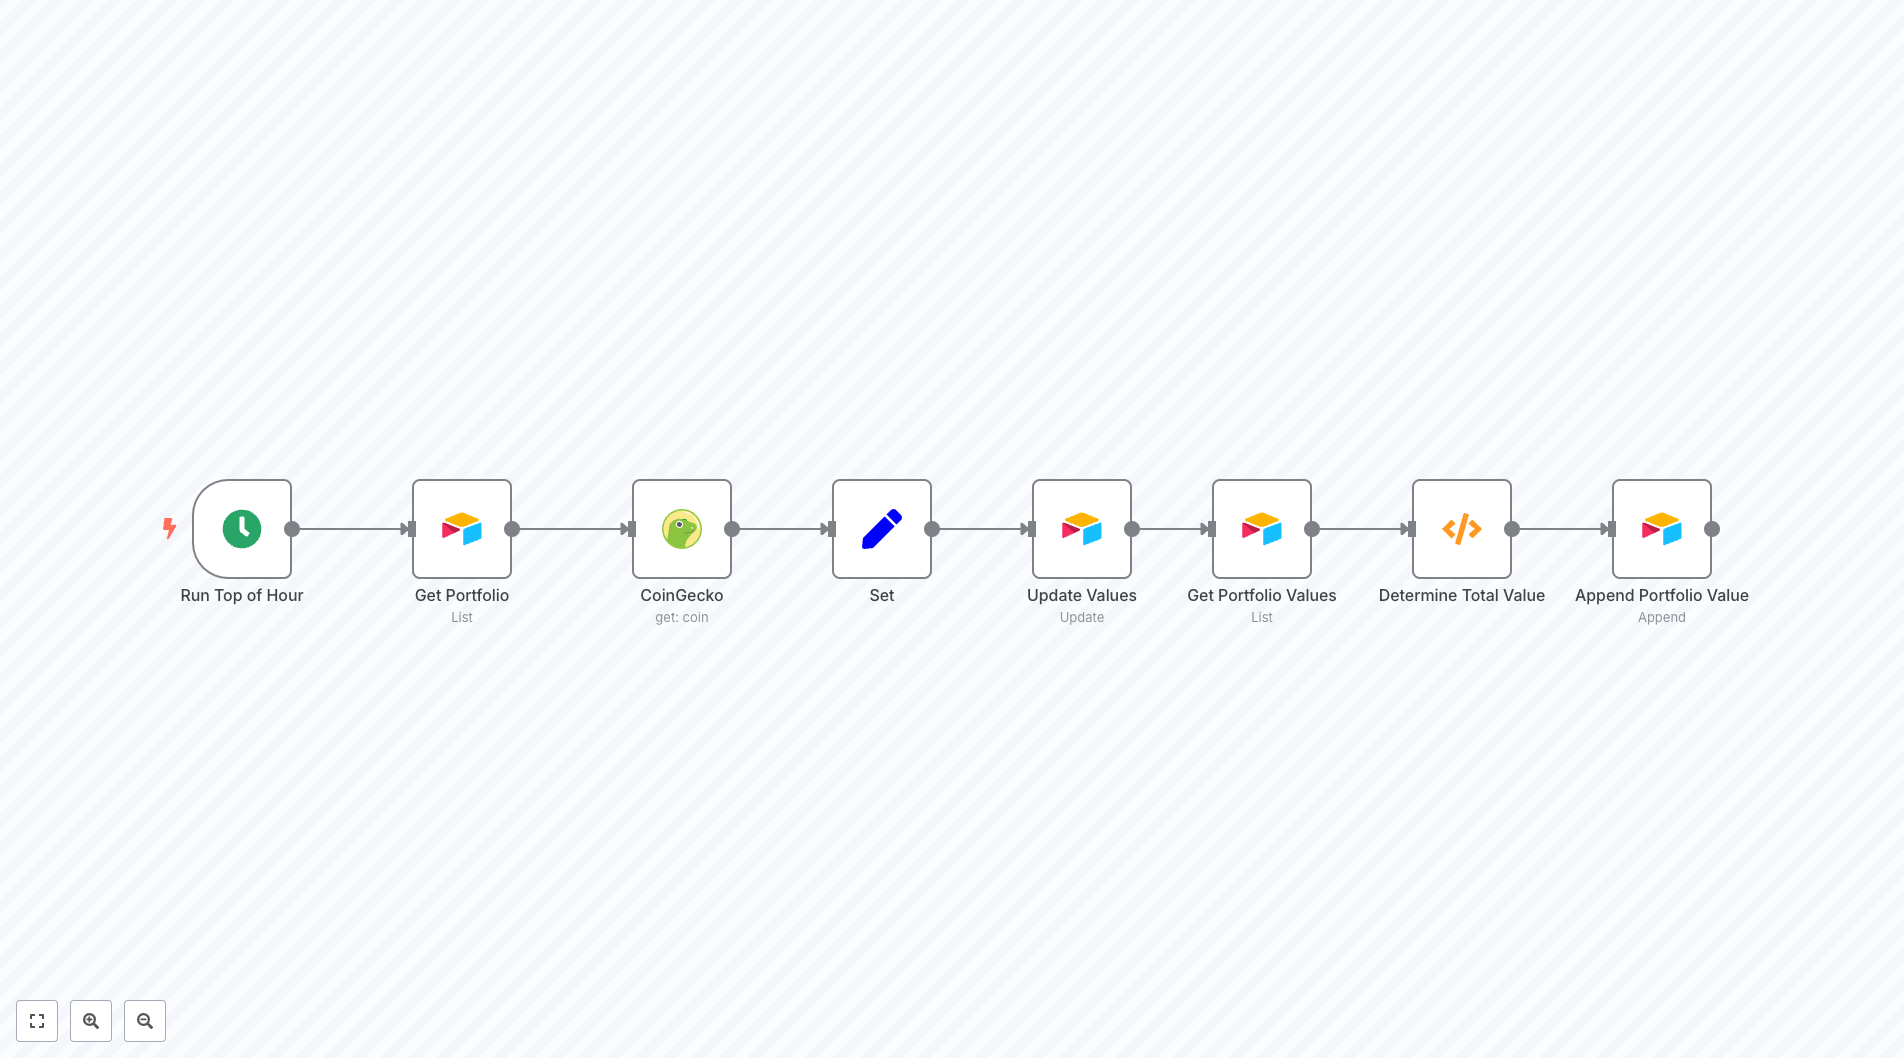 Run Top of Hour
Get Portfolio
List
CoinGecko
get: coin
Set
Update Values
Update
Get Portfolio Values
List
Determine Total Value
Append Portfolio Value
Append